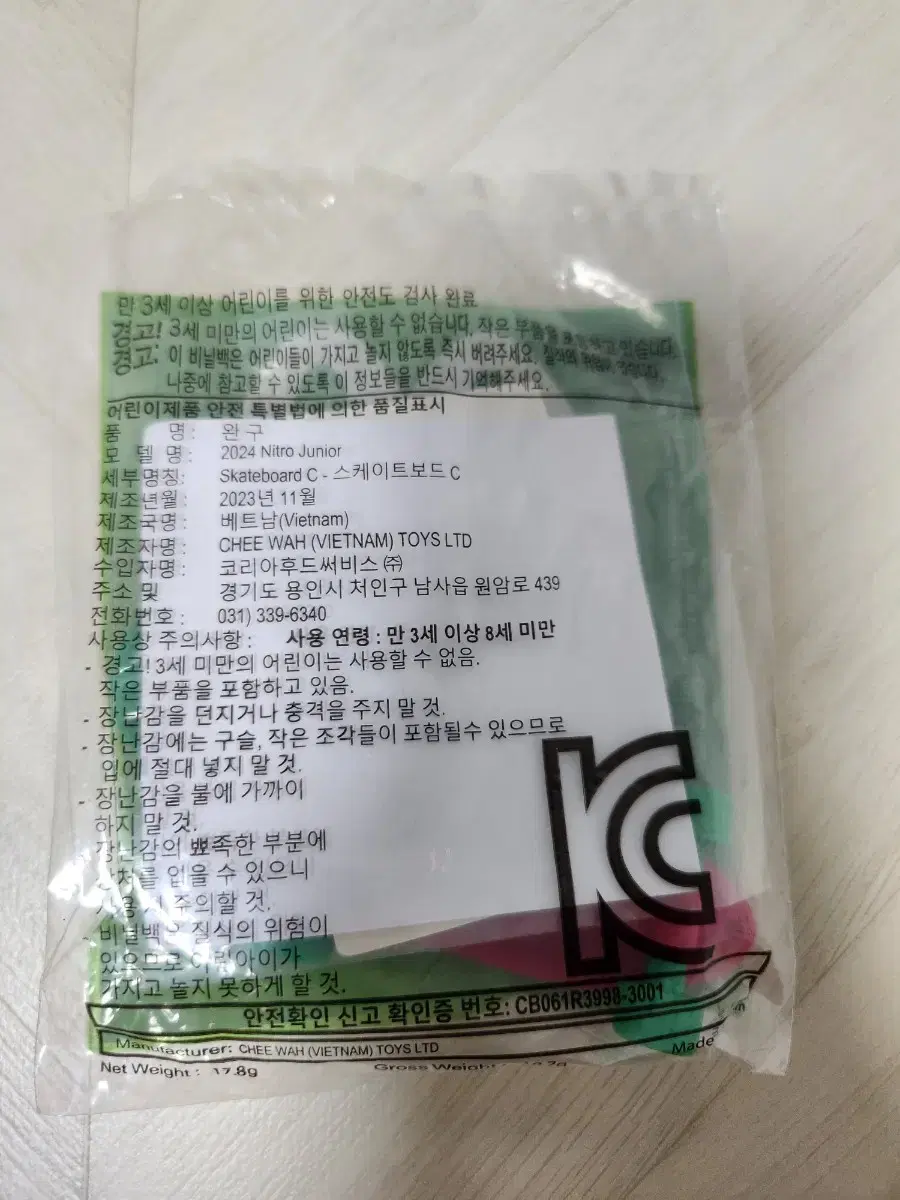 만 3세 이상 어린이를 위한 안전도 검사 완료
경고! 3세 미만의 어린이는 사용할 수 없습니다. 작은 부품을 포함하고 있습니다.
경고: 이 비닐백은 어린이들이 가지고 놀지 않도록 즉시 버려주세요. 질식의
나중에 참고할 수 있도록 이 정보들을 반드시 기억해주세요.
어린이제품 안전 특별법에 의한 품질표시
품 명: 완구
모 델 명: 2024 Nitro Junior
세부명칭: Skateboard C - 스케이트보드 C
제조년월: 2023년 11월
제조국명: 베트남(Vietnam)
제조자명: CHEE WAH (VIETNAM) TOYS LTD
수입자명: 코리아후드써비스 ㈜
주소 및 경기도 용인시 처인구 남사읍 원암로 439
전화번호: 031) 339-6340
사용상 주의사항: 사용 연령 : 만 3세 이상 8세 미만
- 경고! 3세 미만의 어린이는 사용할 수 없음.
작은 부품을 포함하고 있음.
- 장난감을 던지거나 충격을 주지 말 것.
- 장난감에는 구슬, 작은 조각들이 포함될수 있으므로
입에 절대 넣지 말 것.
- 장난감을 불에 가까이
하지 말 것.
장난감의 뾰족한 부분에
상처를 입을 수 있으니
사용시 주의할 것.
- 비닐백은 질식의 위험이
있으므로 어린아이가
가지고 놀지 못하게 할 것.
KC
안전확인 신고 확인증 번호: CB061R3998-3001
Manufacturer: CHEE WAH (VIETNAM) TOYS LTD
Made
Net Weight: 17.8g Gross Weight: